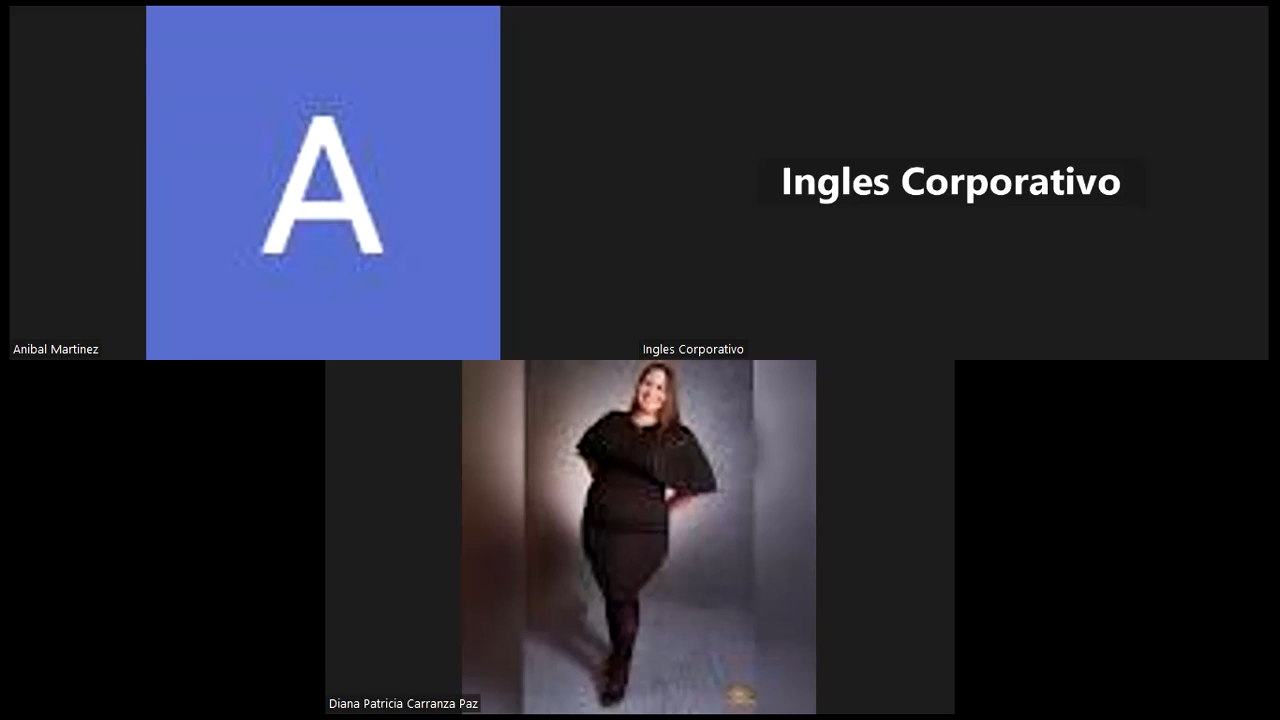 A
Ingles Corporativo
Anibal Martinez
Ingles Corporativo
Diana Patricia Carranza Paz